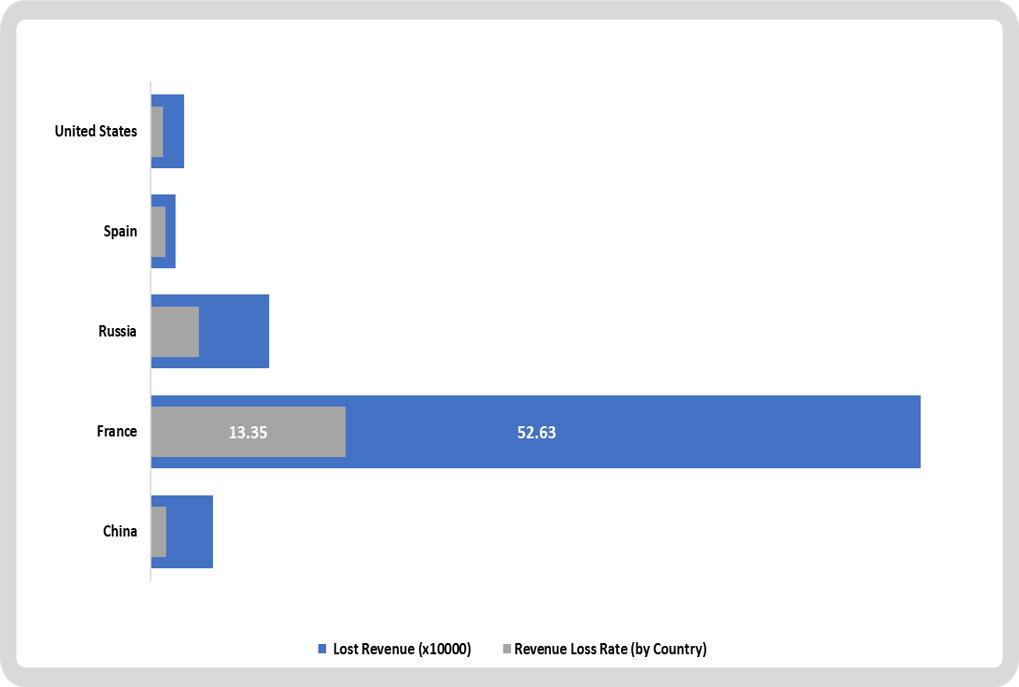 United States
Spain
Russia
France 13.35 52.63
China
Lost Revenue (x10000) Revenue Loss Rate (by Country)